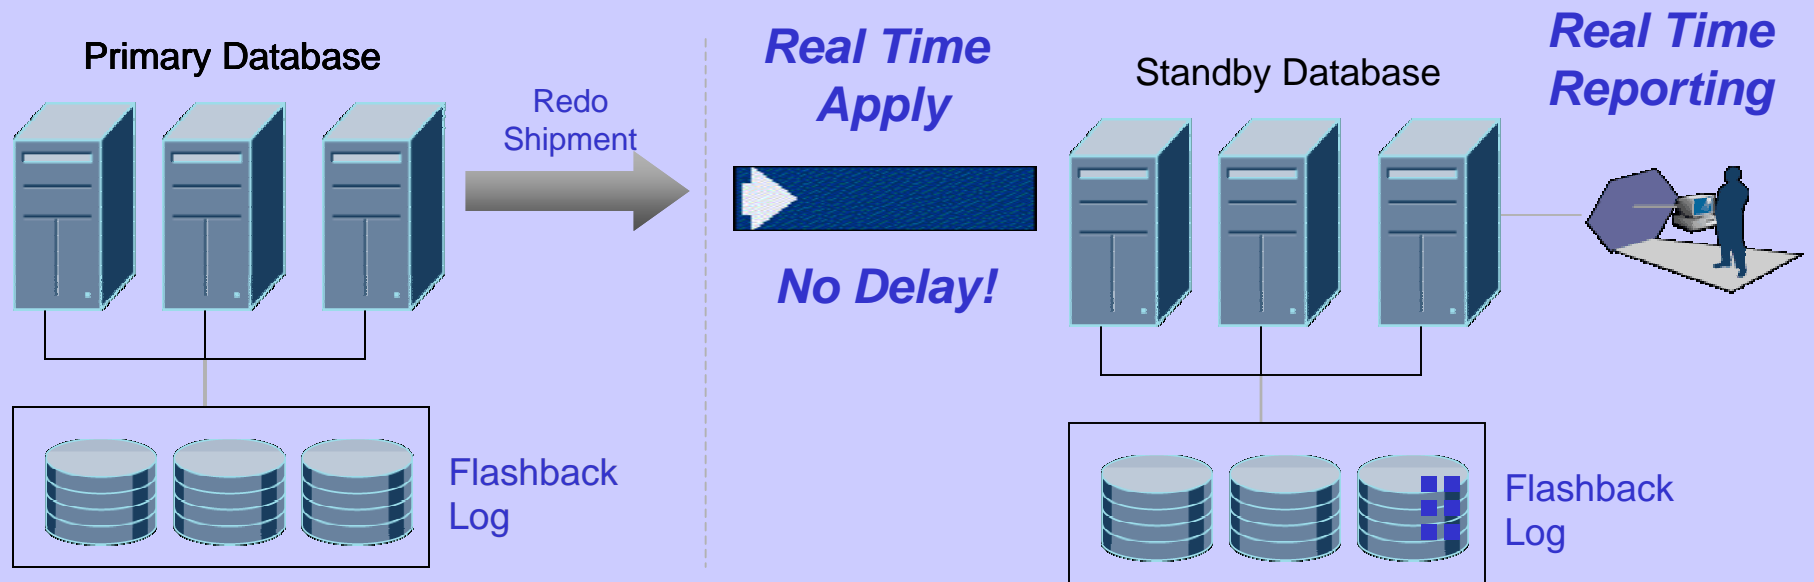 Primary Database
Redo
Shipment
Real Time
Apply
No Delay!
Standby Database
Real Time
Reporting
Flashback
Log
Flashback
Log